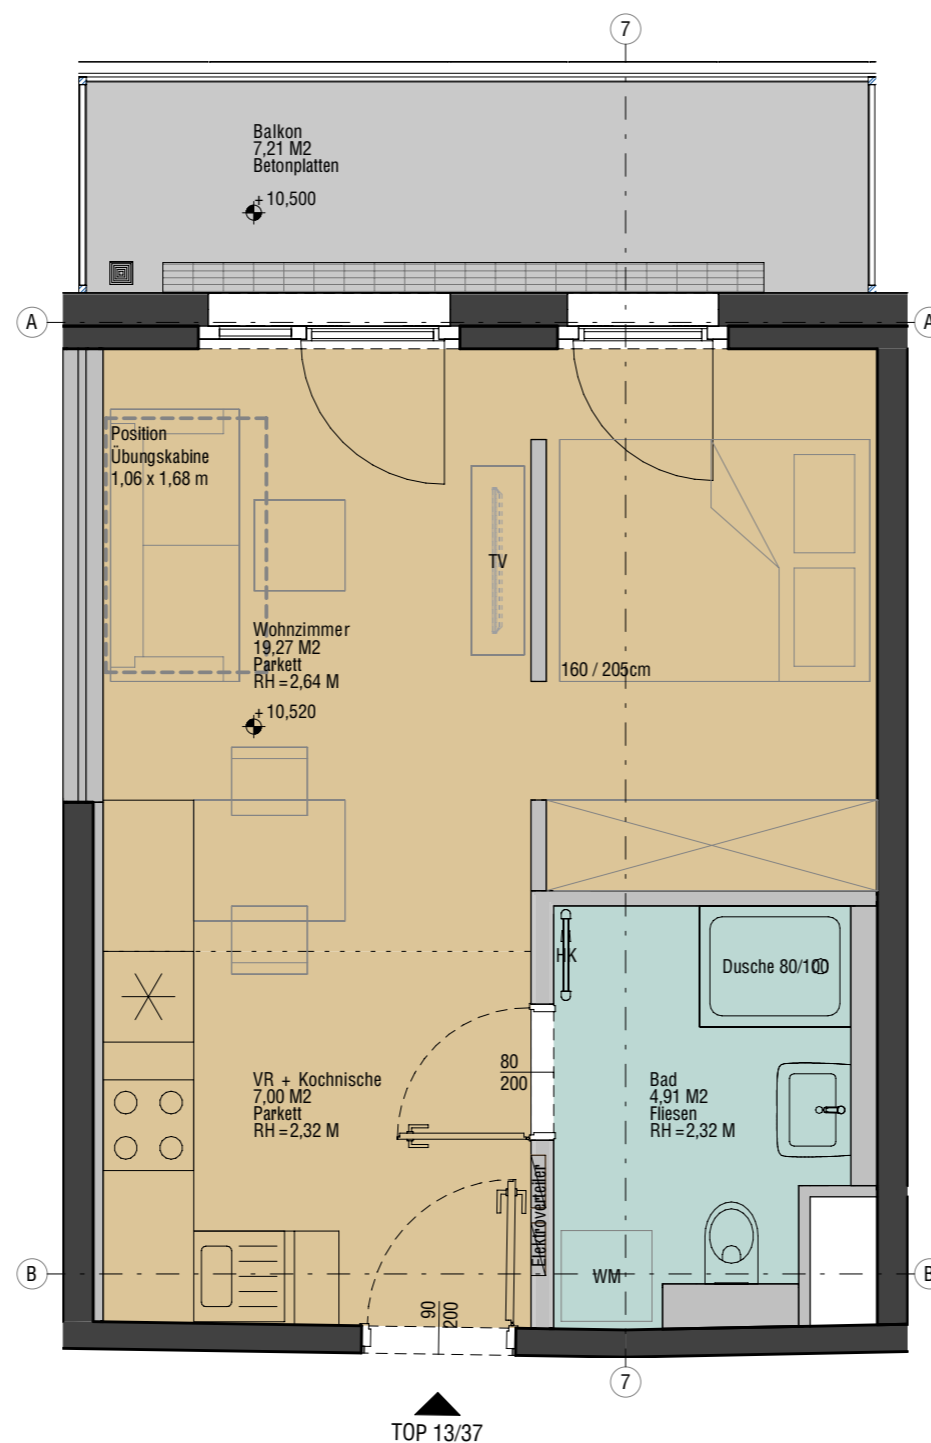 7
Balkon
7,21 M2
Betonplatten
+ 10,500
A
A
Position
Übungskabine
1,06 x 1,68 m
TV
Wohnzimmer
19,27 M2
Parkett
RH = 2,64 M
160 / 205cm
+ 10,520
HK
Dusche 80/100
80
200
VR + Kochnische
7,00 M2
Parkett
RH = 2,32 M
Bad
4,91 M2
Fliesen
RH = 2,32 M
Elektroverteiler
WM
B
B
90
200
7
TOP 13/37